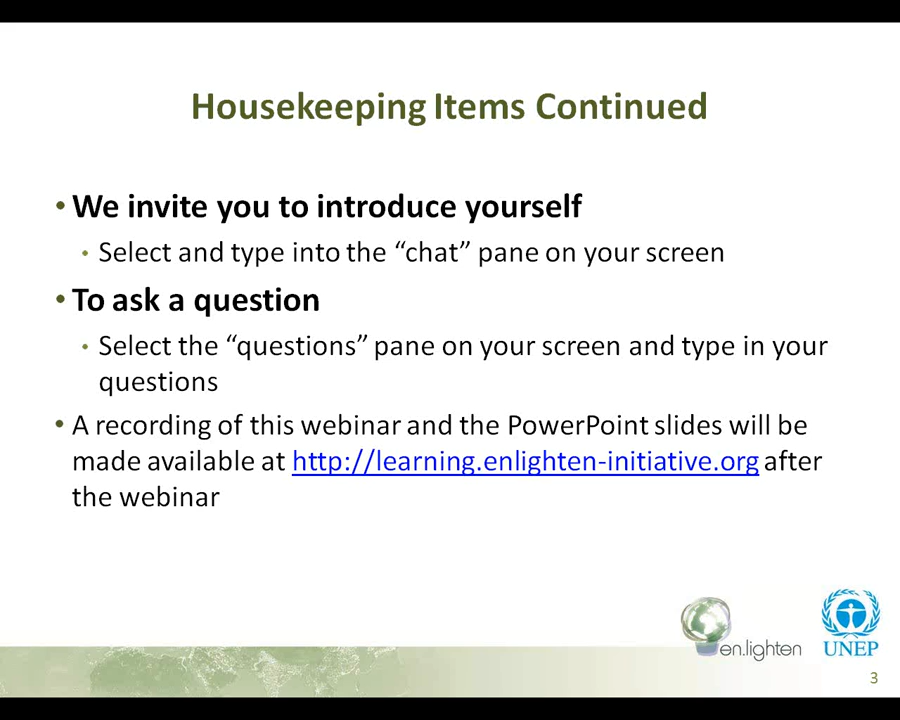 Housekeeping Items Continued
• We invite you to introduce yourself
• Select and type into the “chat” pane on your screen
• To ask a question
• Select the “questions” pane on your screen and type in your
questions
• A recording of this webinar and the PowerPoint slides will be
made available at http://learning.enlighten-initiative.org after
the webinar
en.lighten
UNEP
3